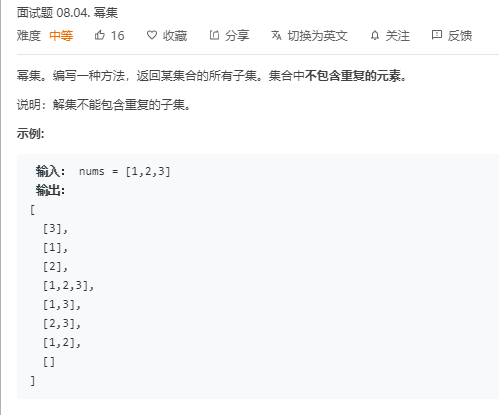 面试题 08.04. 幂集
难度 中等 16 收藏 分享 切换为英文 关注 反馈
幂集。编写一种方法，返回某集合的所有子集。集合中不包含重复的元素。
说明：解集不能包含重复的子集。
示例:
输入： nums = [1,2,3]
输出：
[
[3],
[1],
[2],
[1,2,3],
[1,3],
[2,3],
[1,2],
[]
]